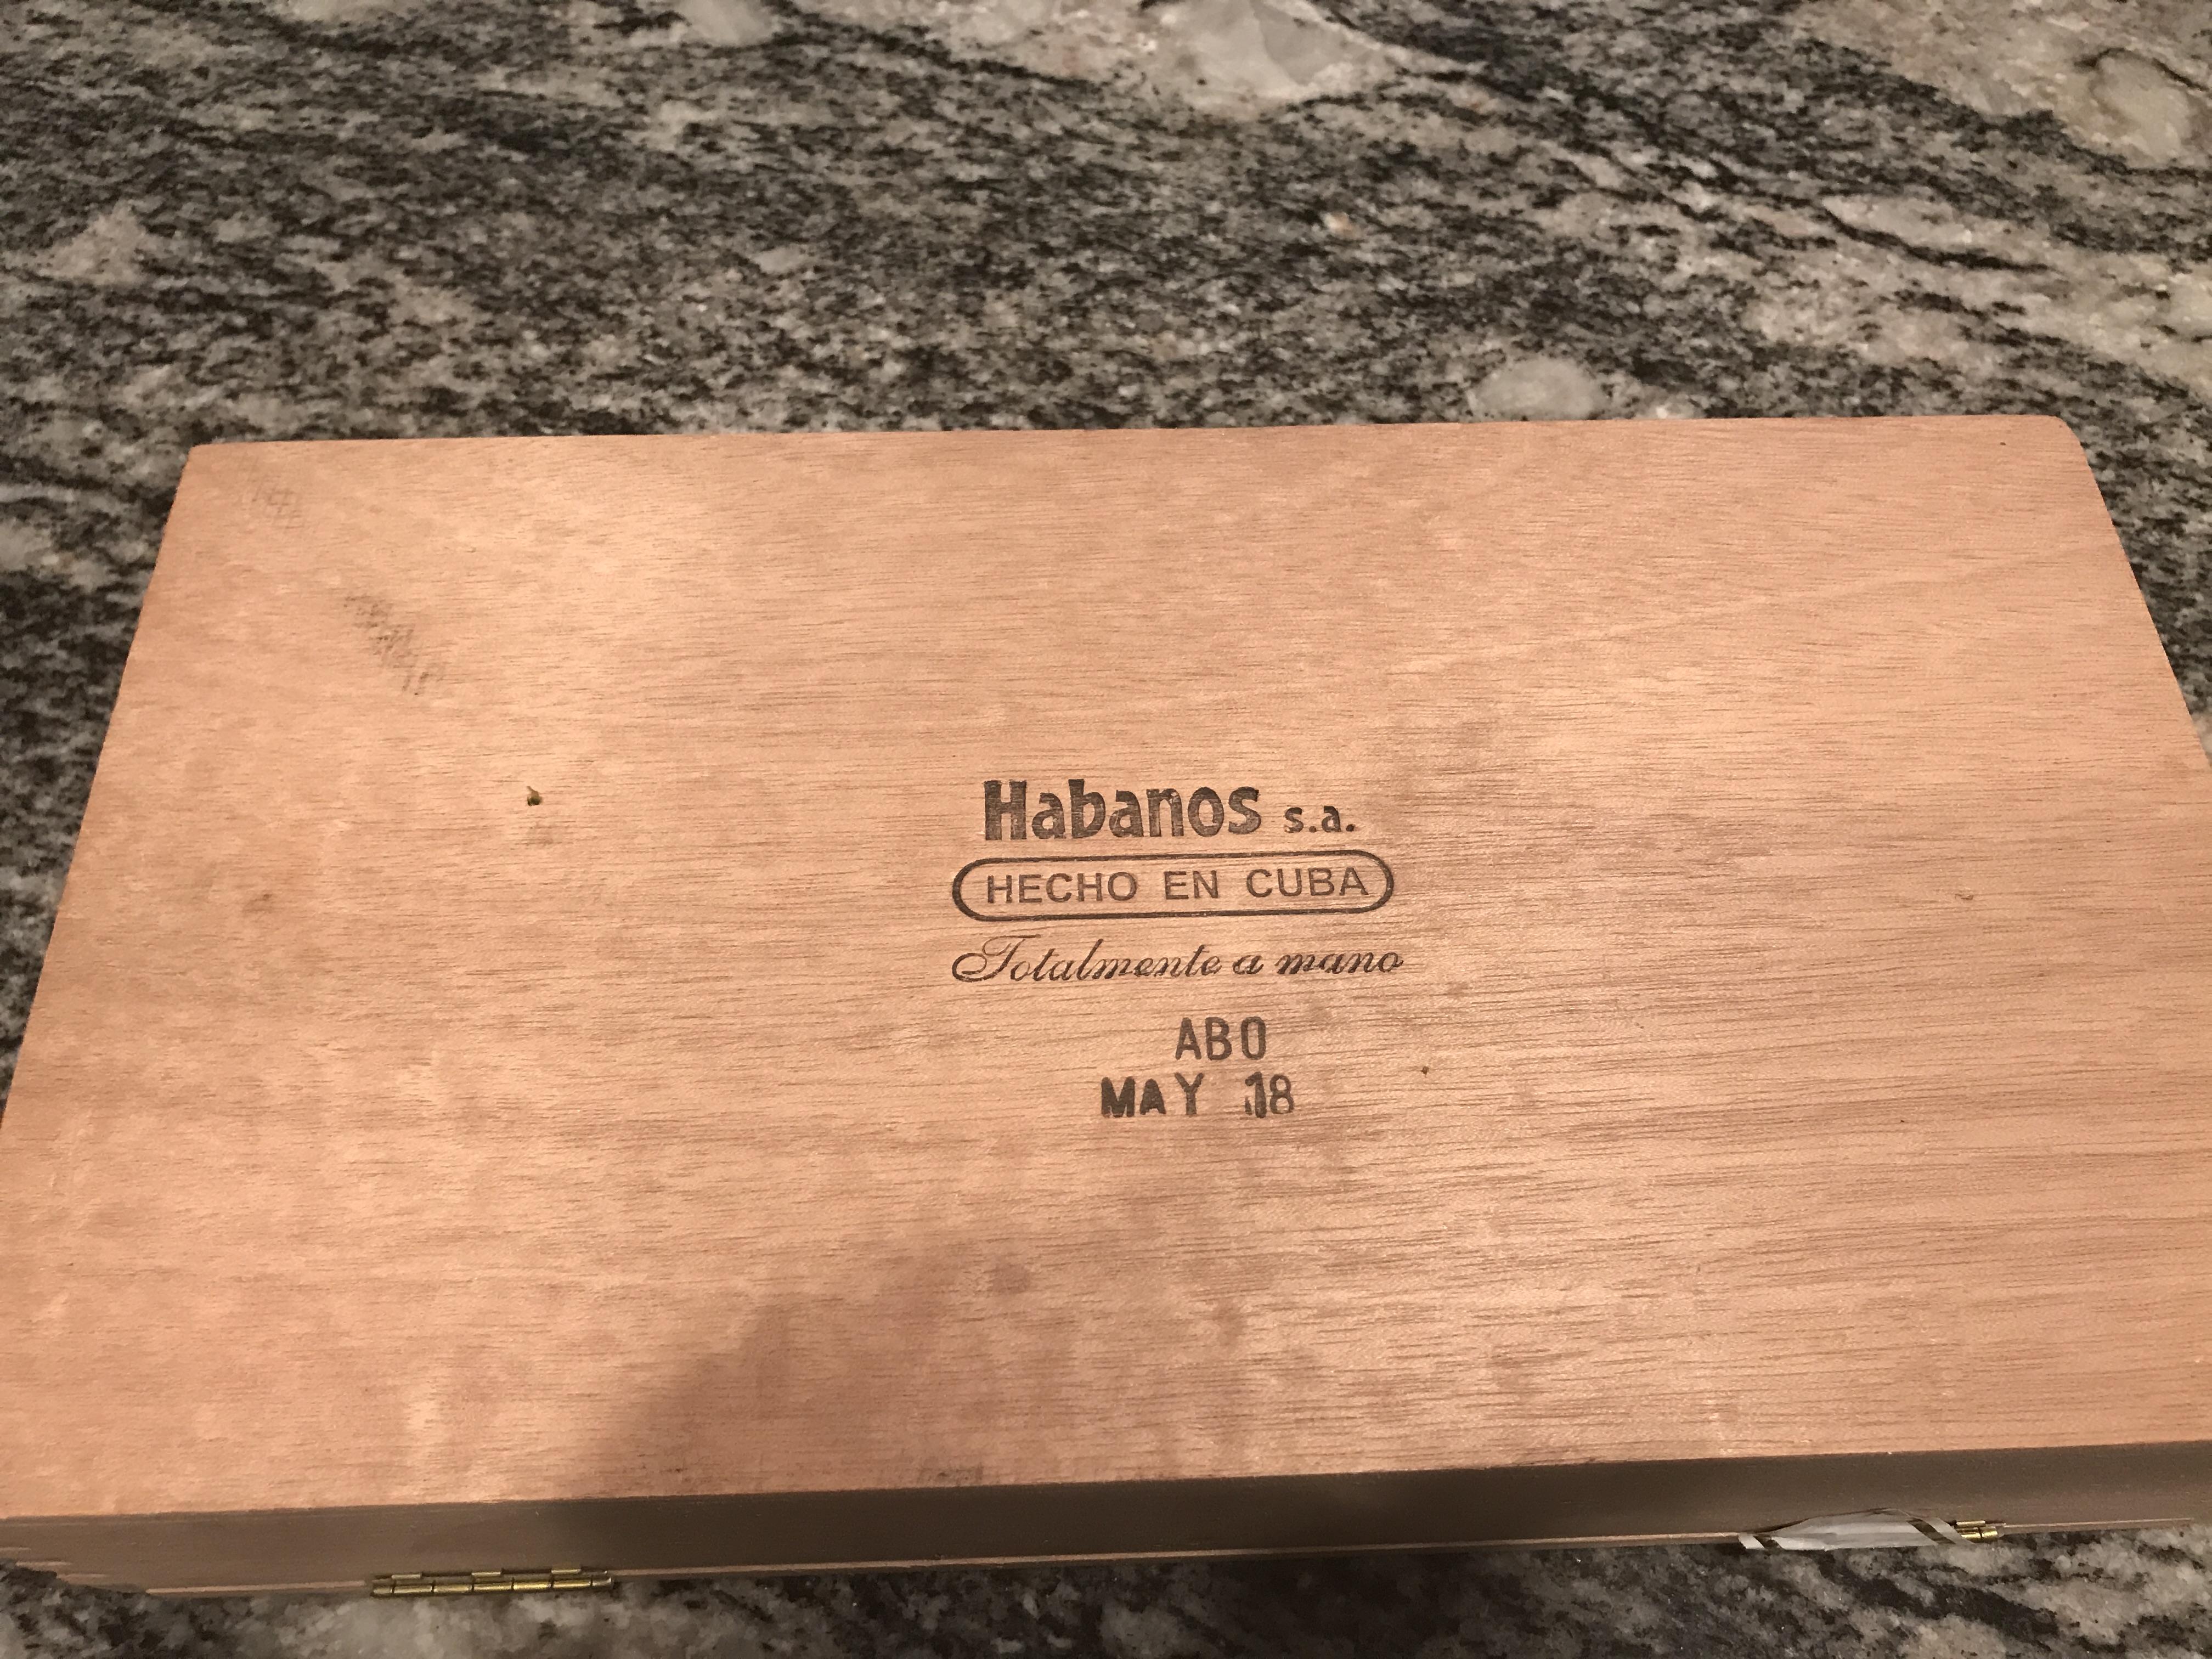 Habanos s.a.
HECHO EN CUBA
Totalmente a mano
ABO
MAY 18